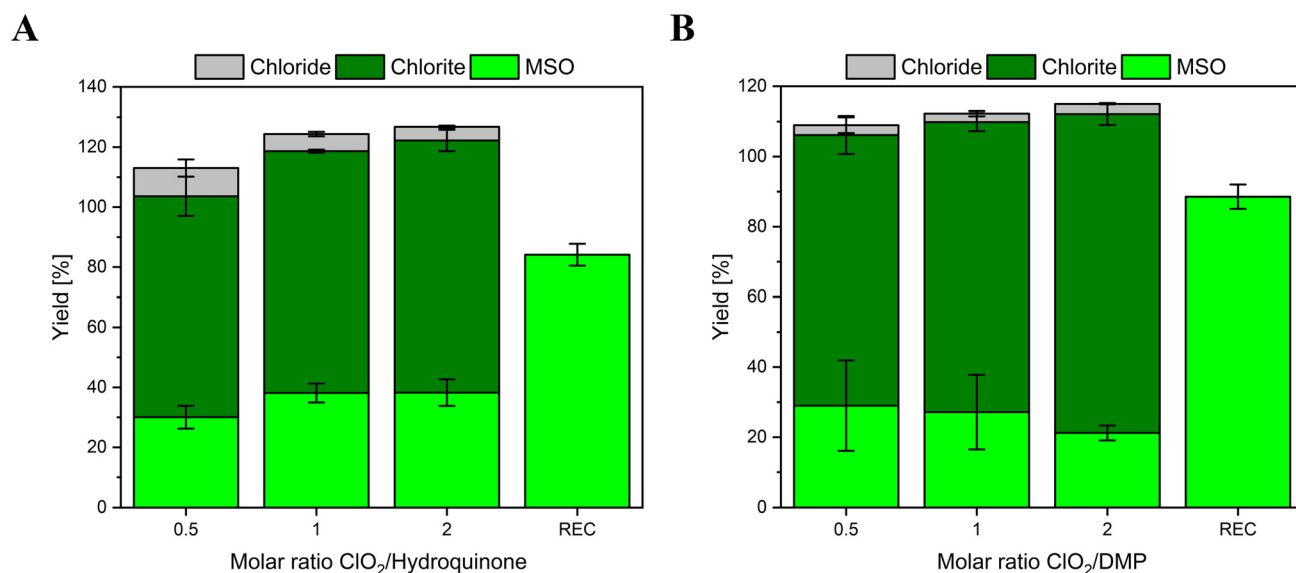 A
Chloride Chlorite MSO
Yield [%]
140
120
100
80
60
40
20
0
0.5 1 2 REC
Molar ratio ClO₂/Hydroquinone
B
Chloride Chlorite MSO
Yield [%]
120
100
80
60
40
20
0
0.5 1 2 REC
Molar ratio ClO₂/DMP